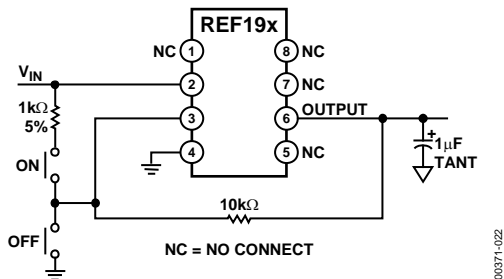 REF19x
NC 1
8 NC
VIN
2
7 NC
1kΩ
5%
3
6 OUTPUT
4
5 NC
1μF
TANT
+
ON
10kΩ
OFF
NC = NO CONNECT
00371-022